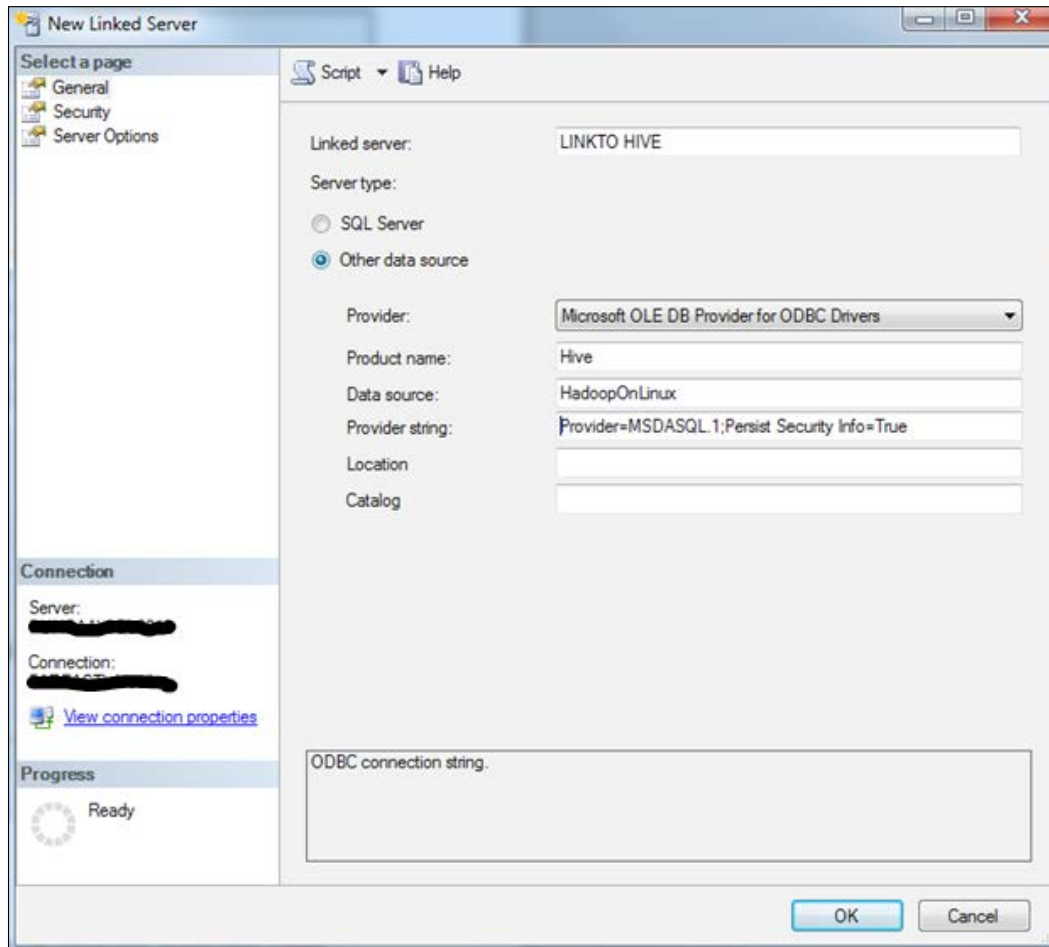 New Linked Server
Select a page
General
Security
Server Options
Script Help
Linked server: LINKTO HIVE
Server type:
SQL Server
Other data source
Provider: Microsoft OLE DB Provider for ODBC Drivers
Product name: Hive
Data source: HadoopOnLinux
Provider string: Provider=MSDASQL.1;Persist Security Info=True
Location
Catalog
Connection
Server:
Connection:
View connection properties
Progress
Ready
ODBC connection string.
OK Cancel